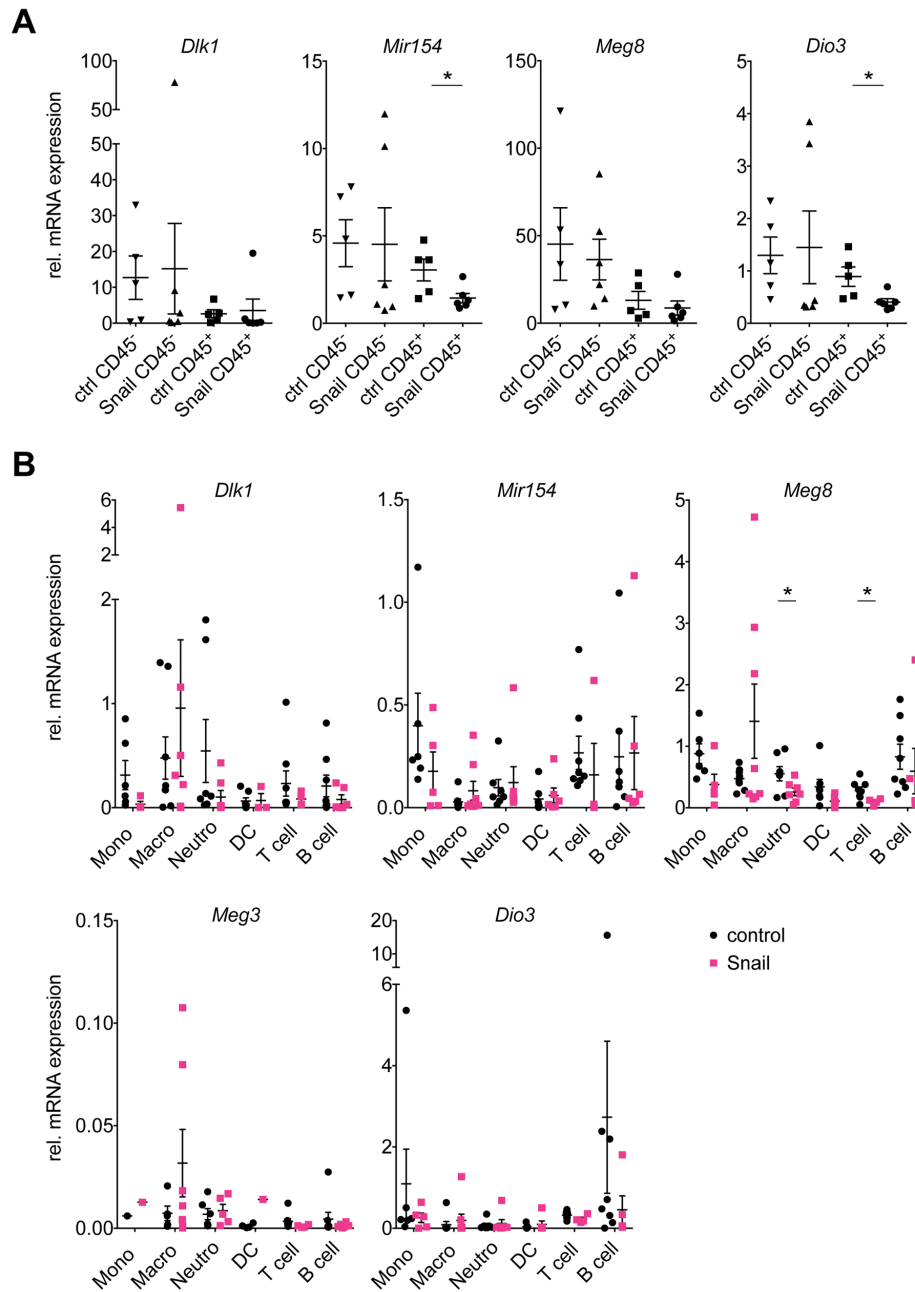 A
Dlk1
Mir154
Meg8
Dio3
rel. mRNA expression
100
50
50
40
30
20
10
0
15
10
5
0
150
100
50
0
5
4
3
2
1
0
*
*
ctrl CD45-
Snail CD45-
ctrl CD45+
Snail CD45+
ctrl CD45-
Snail CD45-
ctrl CD45+
Snail CD45+
ctrl CD45-
Snail CD45-
ctrl CD45+
Snail CD45+
ctrl CD45-
Snail CD45-
ctrl CD45+
Snail CD45+
B
Dlk1
Mir154
Meg8
rel. mRNA expression
6
4
2
2
1
0
1.5
1.0
0.5
0.0
5
4
3
2
1
0
*
*
Mono
Macro
Neutro
DC
T cell
B cell
Mono
Macro
Neutro
DC
T cell
B cell
Mono
Macro
Neutro
DC
T cell
B cell
Meg3
Dio3
rel. mRNA expression
0.15
0.10
0.05
0.00
20
10
6
4
2
0
control
Snail
Mono
Macro
Neutro
DC
T cell
B cell
Mono
Macro
Neutro
DC
T cell
B cell